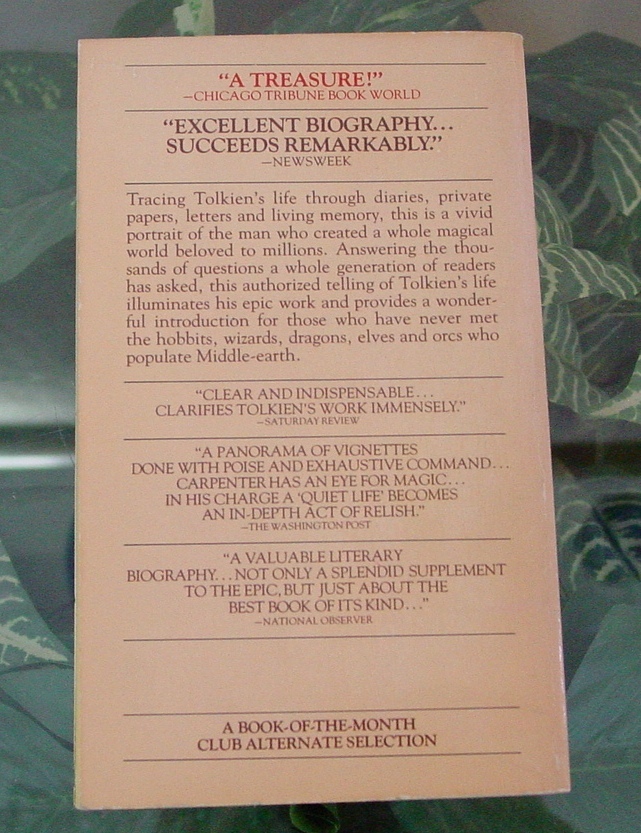 “A TREASURE!”
—CHICAGO TRIBUNE BOOK WORLD
“EXCELLENT BIOGRAPHY...
SUCCEEDS REMARKABLY.”
—NEWSWEEK
Tracing Tolkien's life through diaries, private
papers, letters and living memory, this is a vivid
portrait of the man who created a whole magical
world beloved to millions. Answering the thou-
sands of questions a whole generation of readers
has asked, this authorized telling of Tolkien's life
illuminates his epic work and provides a wonder-
ful introduction for those who have never met
the hobbits, wizards, dragons, elves and orcs who
populate Middle-earth.
“CLEAR AND INDISPENSABLE...
CLARIFIES TOLKIEN'S WORK IMMENSELY.”
—SATURDAY REVIEW
“A PANORAMA OF VIGNETTES
DONE WITH POISE AND EXHAUSTIVE COMMAND...
CARPENTER HAS AN EYE FOR MAGIC...
IN HIS CHARGE A ‘QUIET LIFE’ BECOMES
AN IN-DEPTH ACT OF RELISH.”
—THE WASHINGTON POST
“A VALUABLE LITERARY
BIOGRAPHY...NOT ONLY A SPLENDID SUPPLEMENT
TO THE EPIC, BUT JUST ABOUT THE
BEST BOOK OF ITS KIND...”
—NATIONAL OBSERVER
A BOOK-OF-THE-MONTH
CLUB ALTERNATE SELECTION